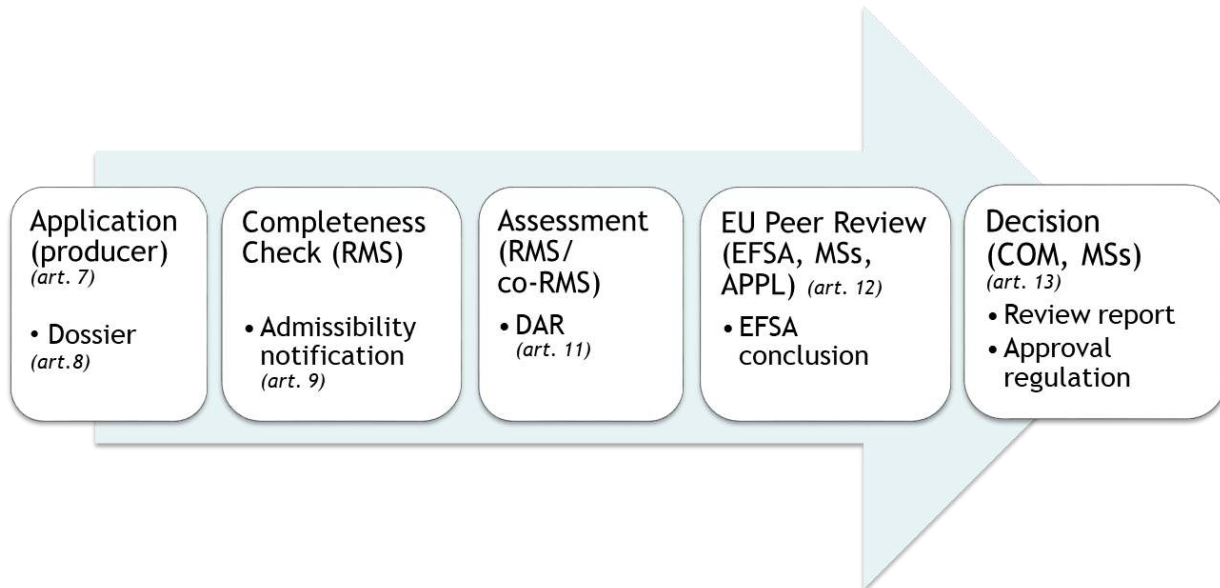 Application
(producer)
(art. 7)
• Dossier
(art.8)
Completeness
Check (RMS)
• Admissibility
notification
(art. 9)
Assessment
(RMS/
co-RMS)
• DAR
(art. 11)
EU Peer Review
(EFSA, MSs,
APPL) (art. 12)
• EFSA
conclusion
Decision
(COM, MSs)
(art. 13)
• Review report
• Approval
regulation